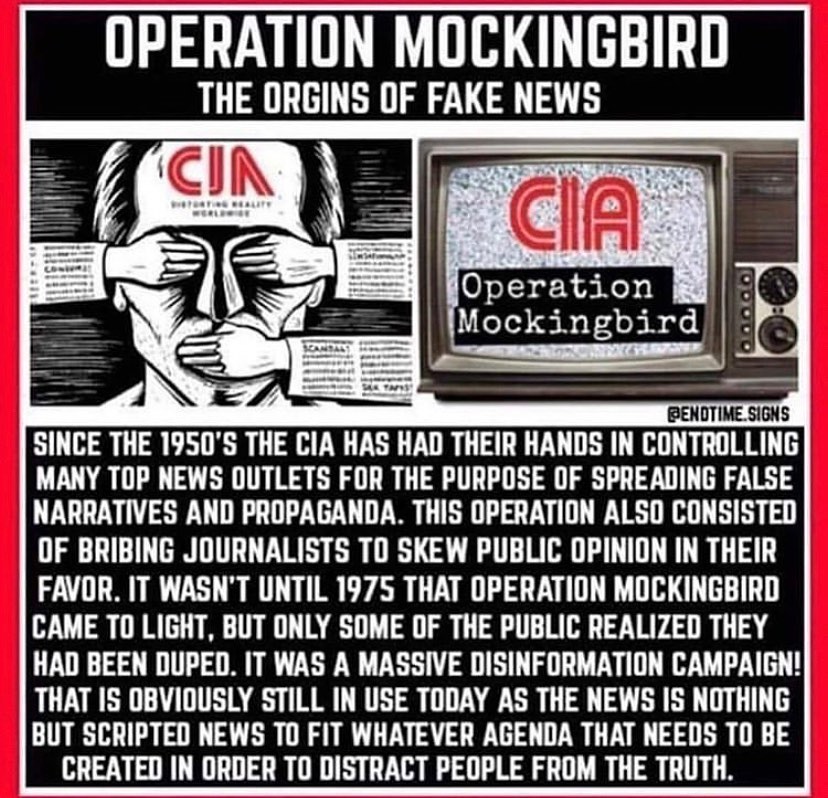 OPERATION MOCKINGBIRD
THE ORGINS OF FAKE NEWS
CIA
DISTORTING REALITY
WORLDWIDE
CIA
Operation
Mockingbird
SCANDAL!
SEX TAPES
@ENDTIME.SIGNS
SINCE THE 1950'S THE CIA HAS HAD THEIR HANDS IN CONTROLLING
MANY TOP NEWS OUTLETS FOR THE PURPOSE OF SPREADING FALSE
NARRATIVES AND PROPAGANDA. THIS OPERATION ALSO CONSISTED
OF BRIBING JOURNALISTS TO SKEW PUBLIC OPINION IN THEIR
FAVOR. IT WASN'T UNTIL 1975 THAT OPERATION MOCKINGBIRD
CAME TO LIGHT, BUT ONLY SOME OF THE PUBLIC REALIZED THEY
HAD BEEN DUPED. IT WAS A MASSIVE DISINFORMATION CAMPAIGN!
THAT IS OBVIOUSLY STILL IN USE TODAY AS THE NEWS IS NOTHING
BUT SCRIPTED NEWS TO FIT WHATEVER AGENDA THAT NEEDS TO BE
CREATED IN ORDER TO DISTRACT PEOPLE FROM THE TRUTH.